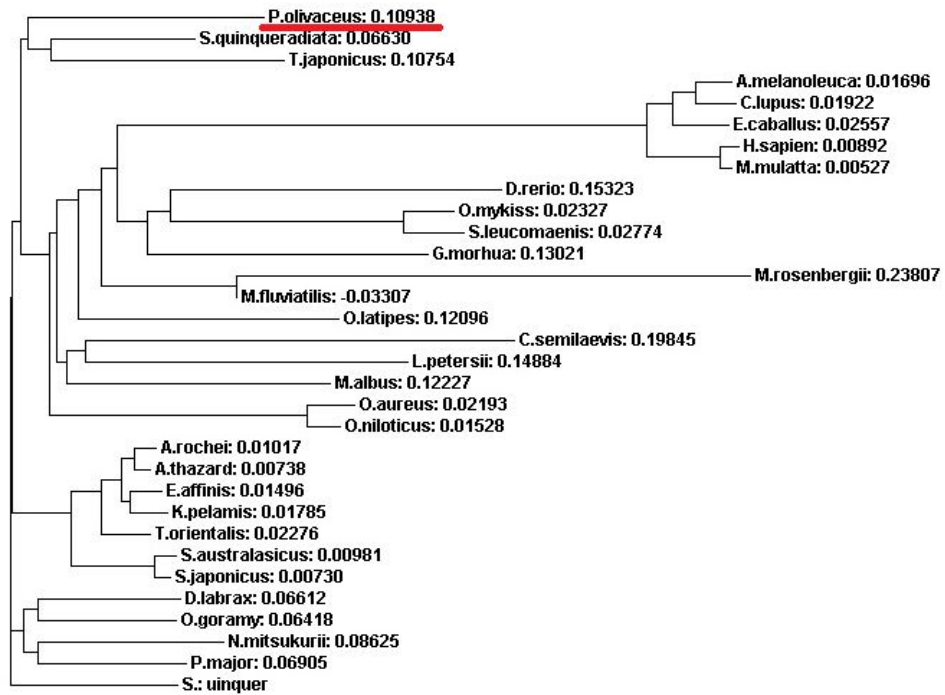 P.olivaceus: 0.10938
S.quinqueradiata: 0.06630
T.japonicus: 0.10754
A.melanoleuca: 0.01696
C.lupus: 0.01922
E.caballus: 0.02557
H.sapien: 0.00892
M.mulatta: 0.00527
D.rerio: 0.15323
O.mykiss: 0.02327
S.leucomaenis: 0.02774
G.morhua: 0.13021
M.rosenbergii: 0.23807
M.fluviatilis: -0.03307
O.latipes: 0.12096
C.semilaevis: 0.19845
L.petersii: 0.14884
M.albus: 0.12227
O.aureus: 0.02193
O.niloticus: 0.01528
A.rochei: 0.01017
A.thazard: 0.00738
E.affinis: 0.01496
K.pelamis: 0.01785
T.orientalis: 0.02276
S.australasicus: 0.00981
S.japonicus: 0.00730
D.labrax: 0.06612
O.goramy: 0.06418
N.mitsukurii: 0.08625
P.major: 0.06905
S.: uinquer